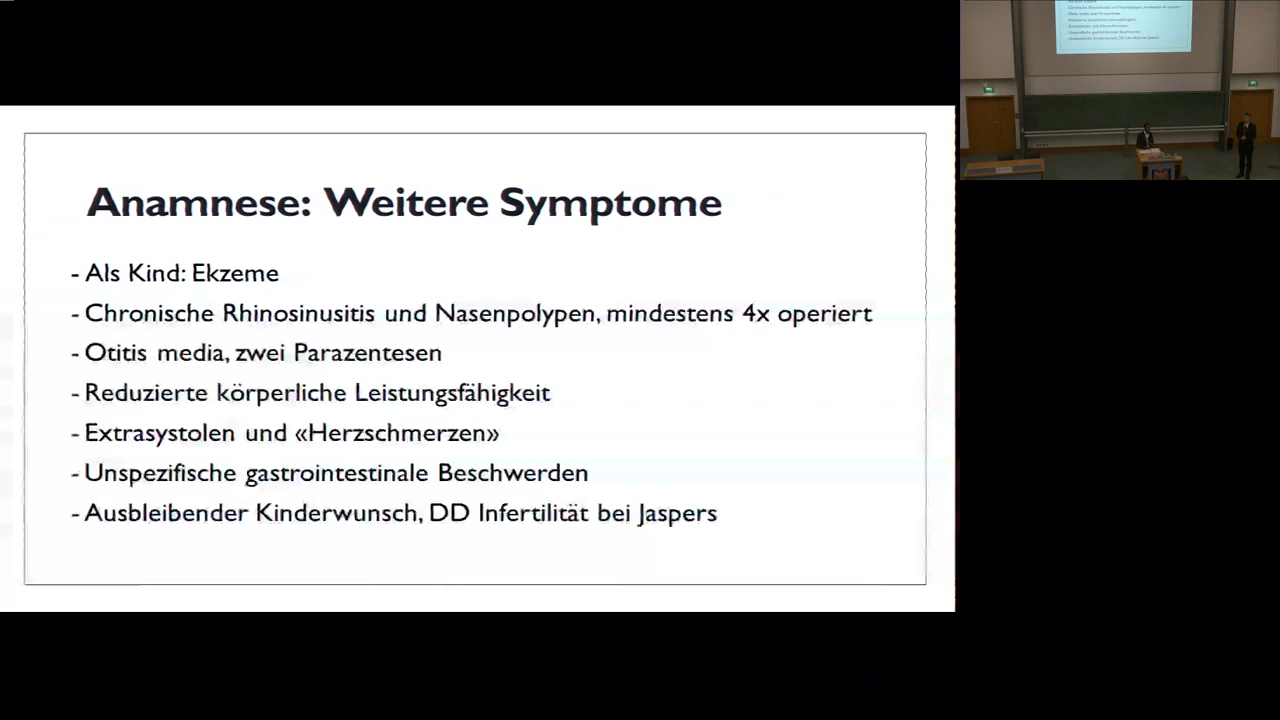 Anamnese: Weitere Symptome
- Als Kind: Ekzeme
- Chronische Rhinosinusitis und Nasenpolypen, mindestens 4x operiert
- Otitis media, zwei Parazentesen
- Reduzierte körperliche Leistungsfähigkeit
- Extrasystolen und «Herzschmerzen»
- Unspezifische gastrointestinale Beschwerden
- Ausbleibender Kinderwunsch, DD Infertilität bei Jaspers